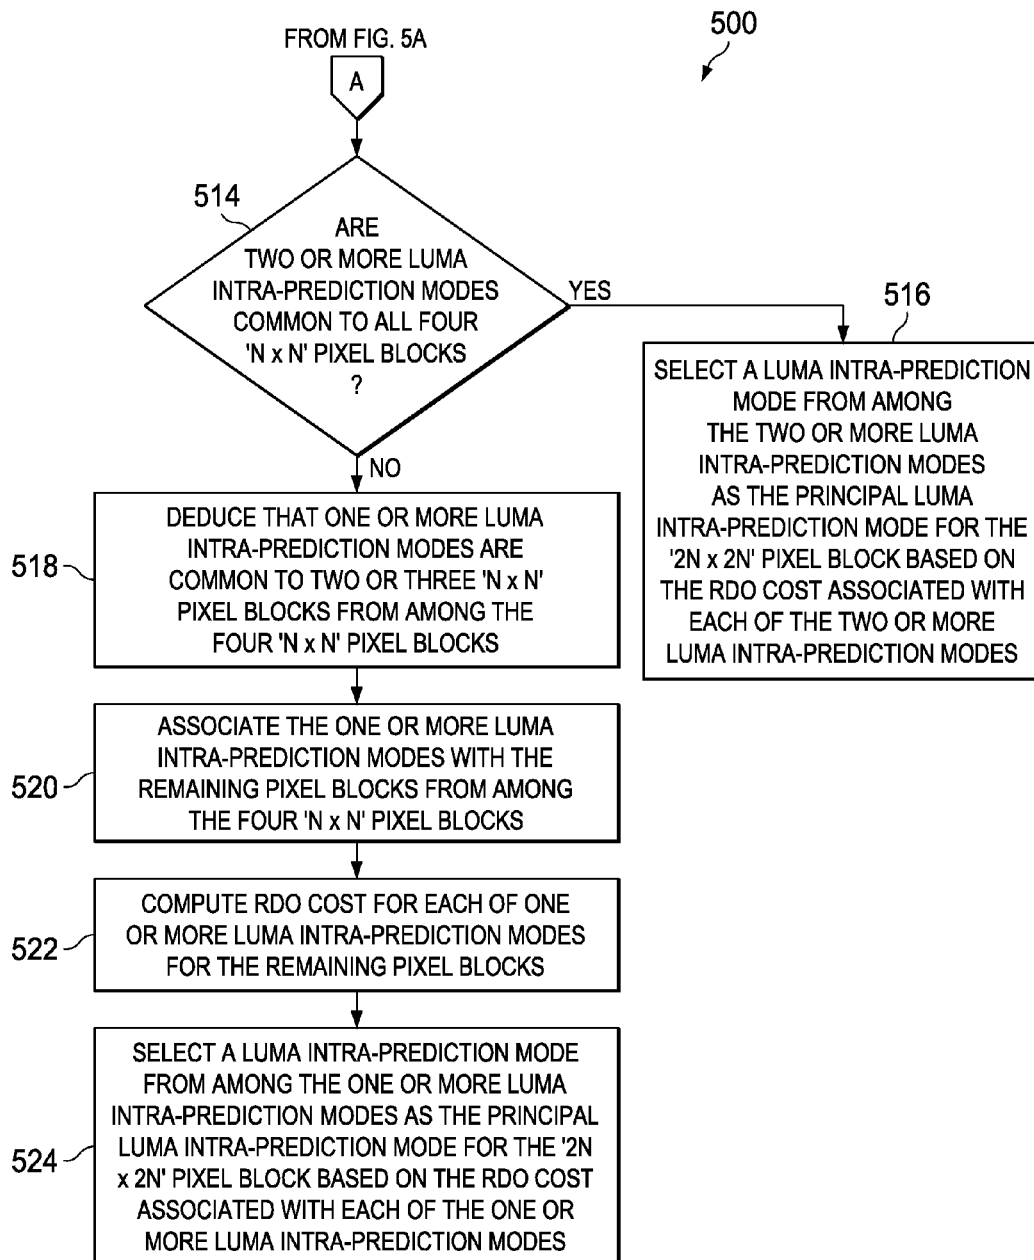 FROM FIG. 5A
500
A
514
ARE
TWO OR MORE LUMA
INTRA-PREDICTION MODES
COMMON TO ALL FOUR
'N x N' PIXEL BLOCKS
?
YES
NO
516
SELECT A LUMA INTRA-PREDICTION
MODE FROM AMONG
THE TWO OR MORE LUMA
INTRA-PREDICTION MODES
AS THE PRINCIPAL LUMA
INTRA-PREDICTION MODE FOR THE
'2N x 2N' PIXEL BLOCK BASED ON
THE RDO COST ASSOCIATED WITH
EACH OF THE TWO OR MORE
LUMA INTRA-PREDICTION MODES
518
DEDUCE THAT ONE OR MORE LUMA
INTRA-PREDICTION MODES ARE
COMMON TO TWO OR THREE 'N x N'
PIXEL BLOCKS FROM AMONG THE
FOUR 'N x N' PIXEL BLOCKS
520
ASSOCIATE THE ONE OR MORE LUMA
INTRA-PREDICTION MODES WITH THE
REMAINING PIXEL BLOCKS FROM AMONG
THE FOUR 'N x N' PIXEL BLOCKS
522
COMPUTE RDO COST FOR EACH OF ONE
OR MORE LUMA INTRA-PREDICTION MODES
FOR THE REMAINING PIXEL BLOCKS
524
SELECT A LUMA INTRA-PREDICTION MODE
FROM AMONG THE ONE OR MORE LUMA
INTRA-PREDICTION MODES AS THE PRINCIPAL
LUMA INTRA-PREDICTION MODE FOR THE '2N
x 2N' PIXEL BLOCK BASED ON THE RDO COST
ASSOCIATED WITH EACH OF THE ONE OR
MORE LUMA INTRA-PREDICTION MODES